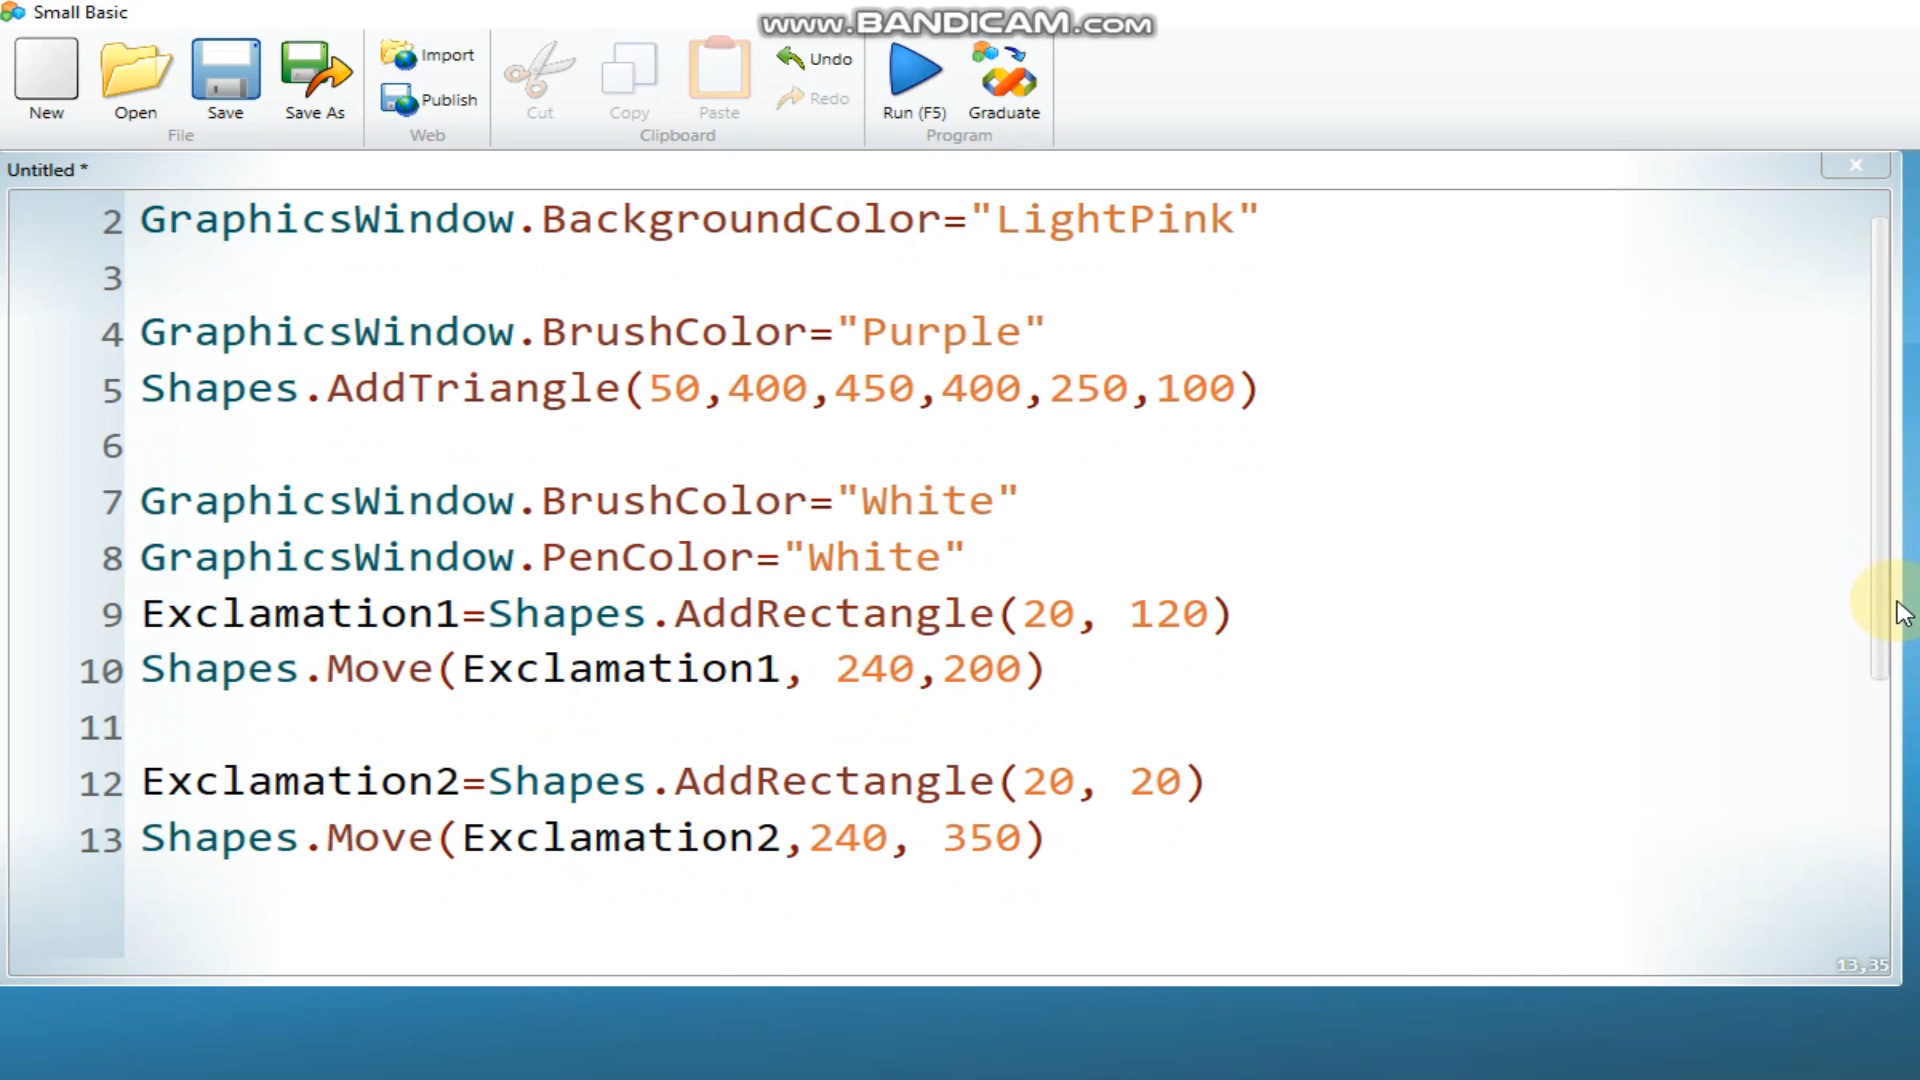 Small Basic
www.BANDICAM.com
New
Open
Save
Save As
File
Import
Publish
Web
Cut
Copy
Paste
Undo
Redo
Clipboard
Run (F5)
Graduate
Program
Untitled *
2 GraphicsWindow.BackgroundColor="LightPink"
3
4 GraphicsWindow.BrushColor="Purple"
5 Shapes.AddTriangle(50,400,450,400,250,100)
6
7 GraphicsWindow.BrushColor="White"
8 GraphicsWindow.PenColor="White"
9 Exclamation1=Shapes.AddRectangle(20, 120)
10 Shapes.Move(Exclamation1, 240,200)
11
12 Exclamation2=Shapes.AddRectangle(20, 20)
13 Shapes.Move(Exclamation2,240, 350)
13,35